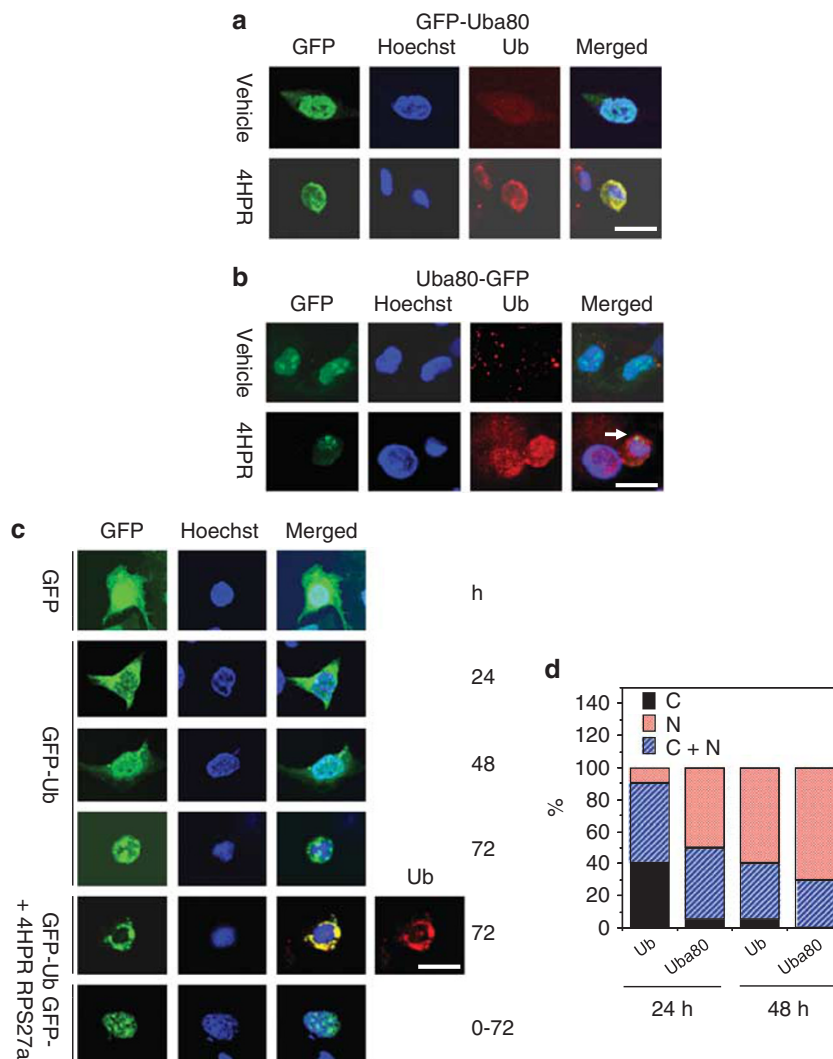 a
GFP-Uba80
GFP Hoechst Ub Merged
Vehicle
4HPR
b
Uba80-GFP
GFP Hoechst Ub Merged
Vehicle
4HPR
c
GFP Hoechst Merged
GFP
h
GFP-Ub
24
48
72
Ub
GFP-Ub GFP-
+ 4HPR RPS27a
72
0-72
d
140
120
100
80
60
40
20
0
%
C
N
C + N
Ub Uba80 Ub Uba80
24 h 48 h